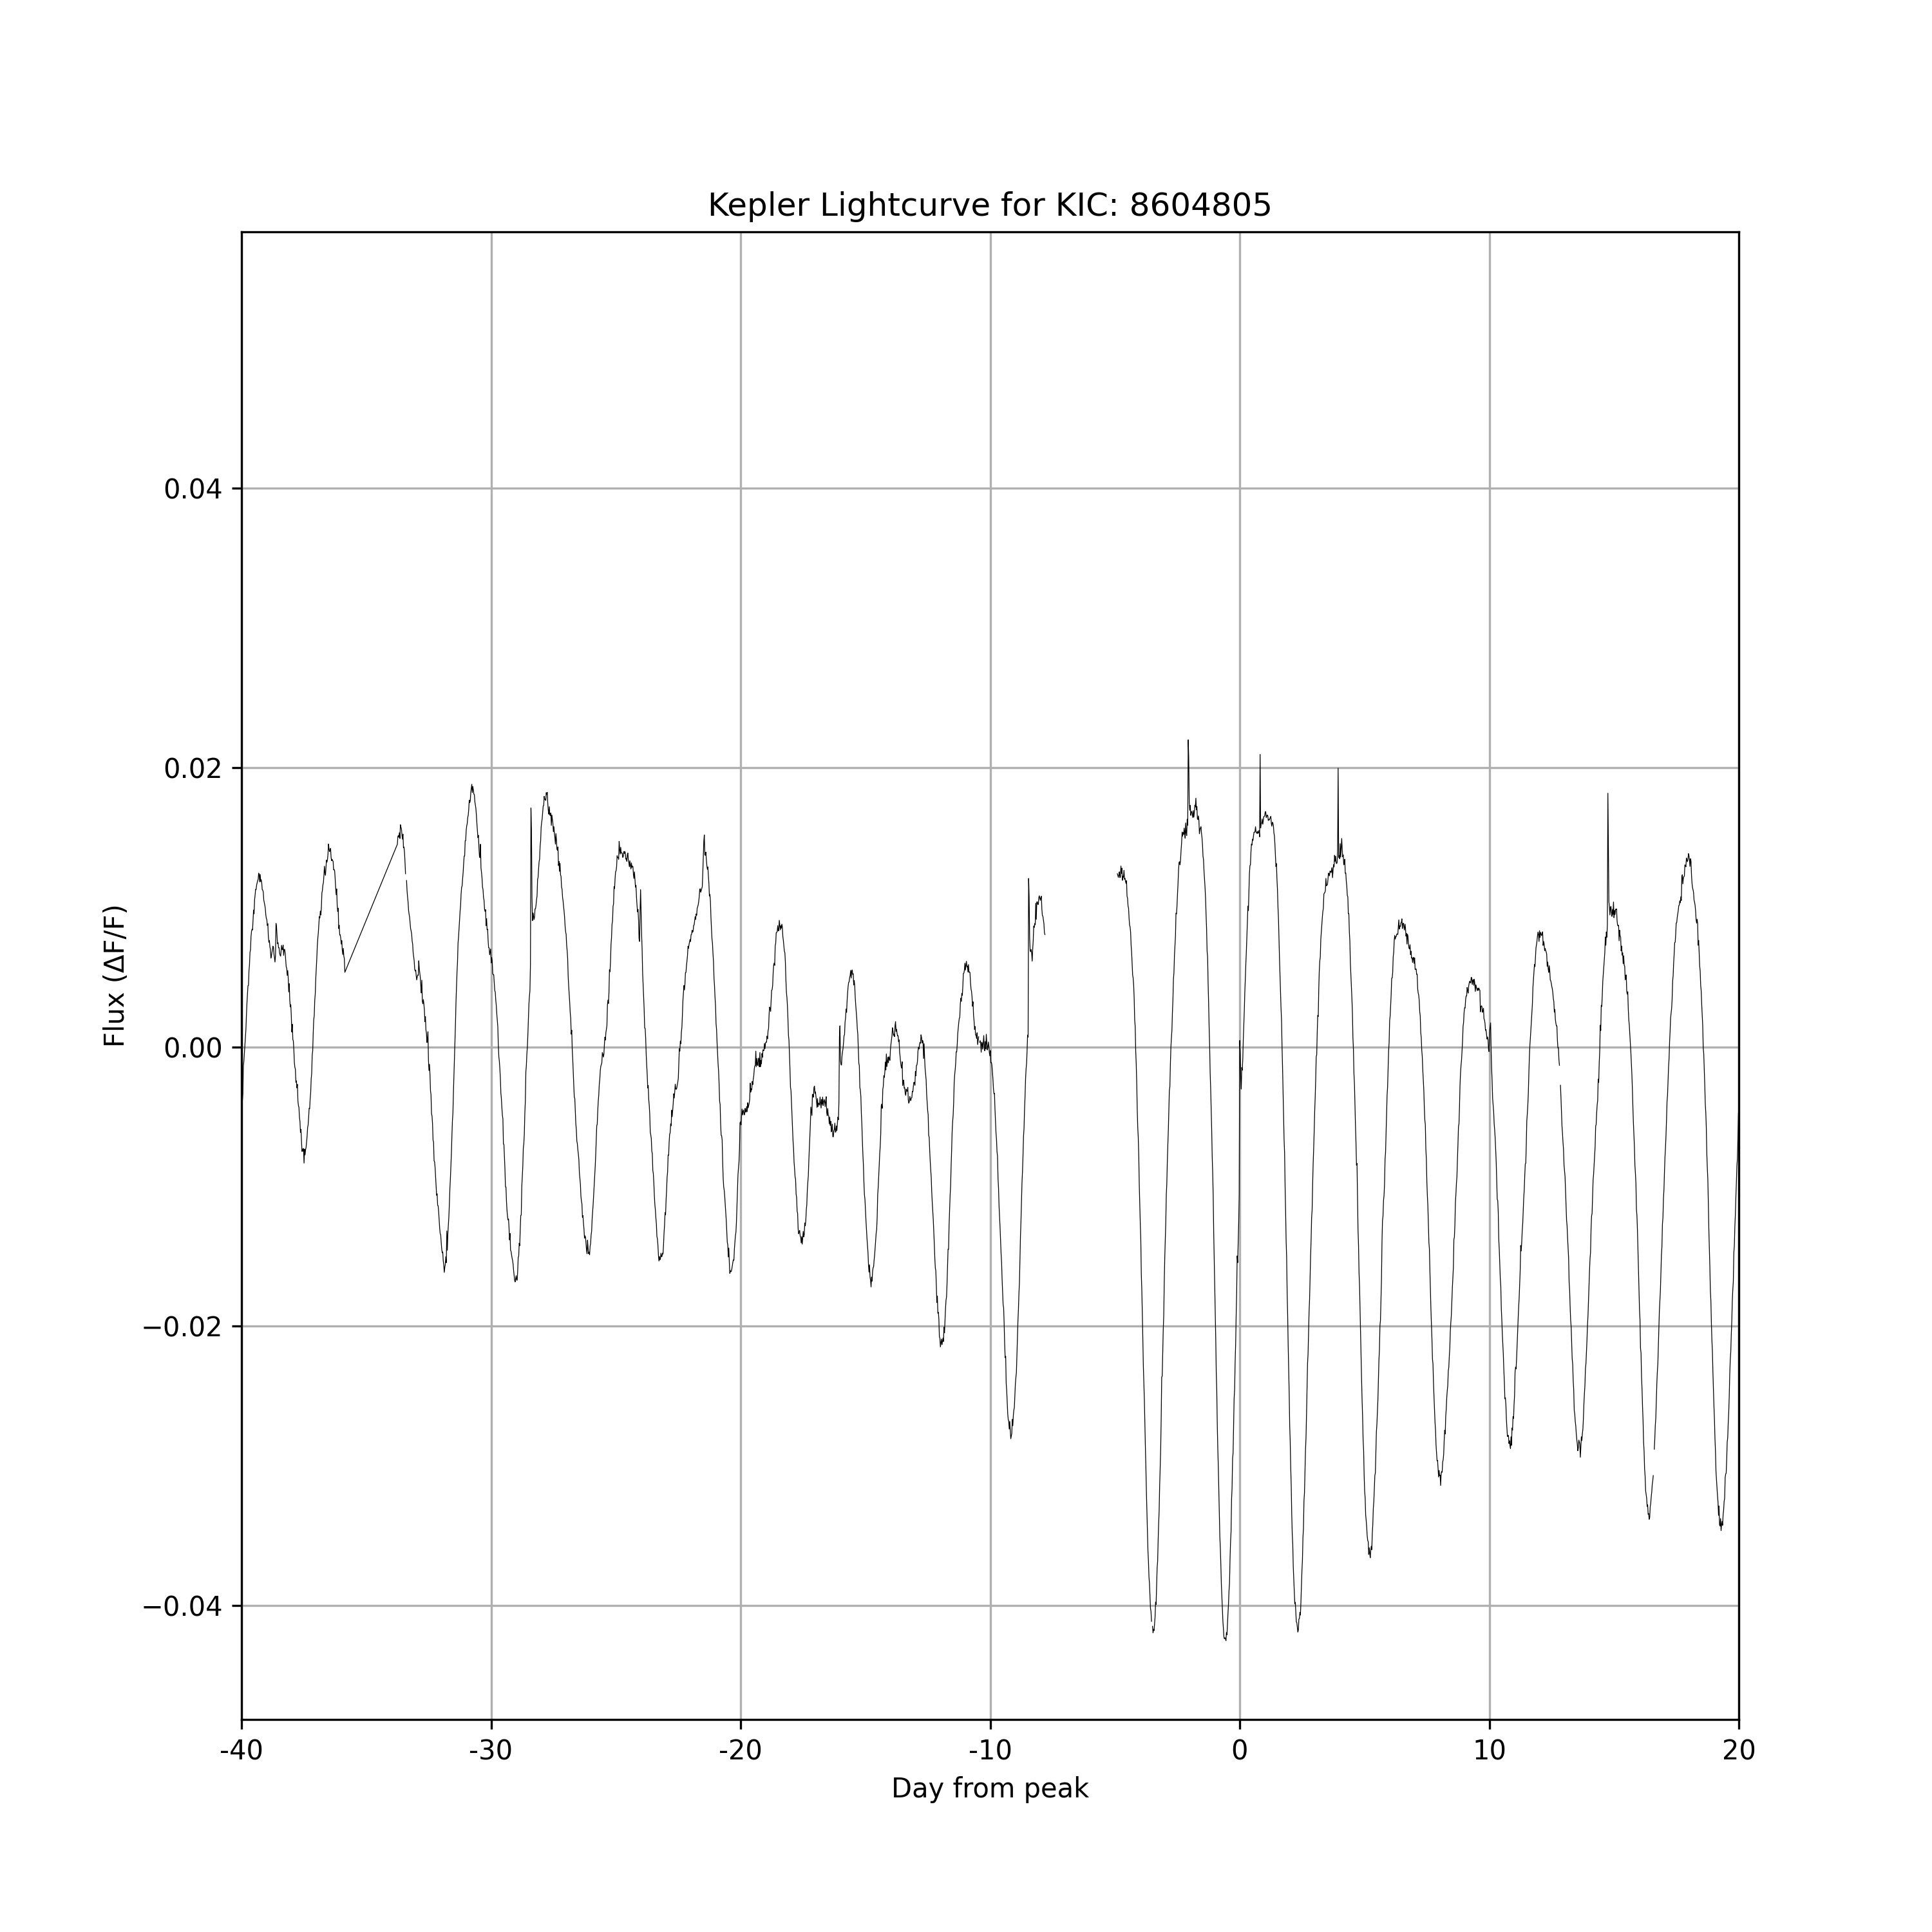 Kepler Lightcurve for KIC: 8604805
Flux (ΔF/F)
0.04
0.02
0.00
−0.02
−0.04
-40 -30 -20 -10 0 10 20
Day from peak